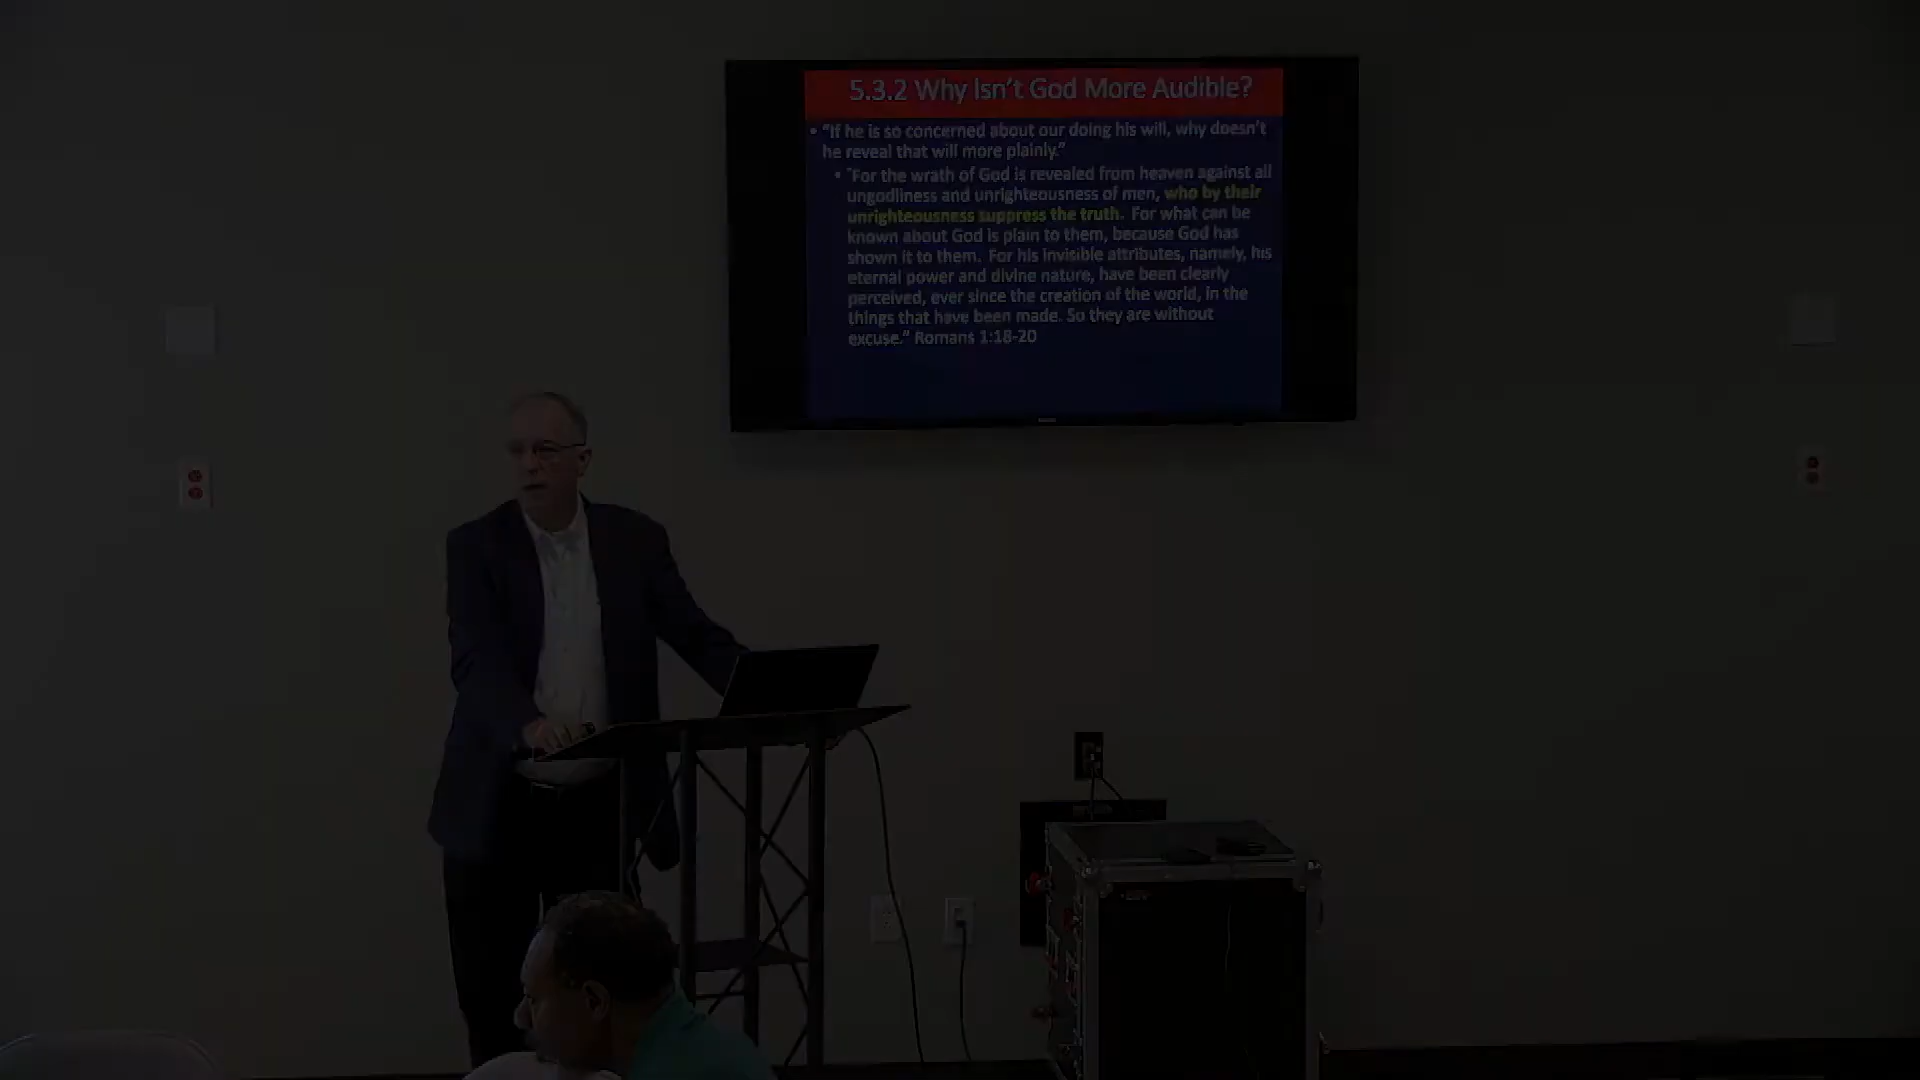 5.3.2 Why Isn't God More Audible?
• "If he is so concerned about our doing his will, why doesn't
he reveal that will more plainly."
• "For the wrath of God is revealed from heaven against all
ungodliness and unrighteousness of men, who by their
unrighteousness suppress the truth. For what can be
known about God is plain to them, because God has
shown it to them. For his invisible attributes, namely, his
eternal power and divine nature, have been clearly
perceived, ever since the creation of the world, in the
things that have been made. So they are without
excuse." Romans 1:18-20